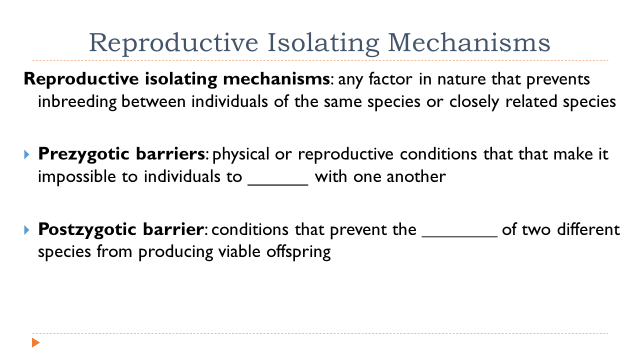 Reproductive Isolating Mechanisms
Reproductive isolating mechanisms: any factor in nature that prevents
inbreeding between individuals of the same species or closely related species
Prezygotic barriers: physical or reproductive conditions that that make it
impossible to individuals to ______ with one another
Postzygotic barrier: conditions that prevent the ________ of two different
species from producing viable offspring